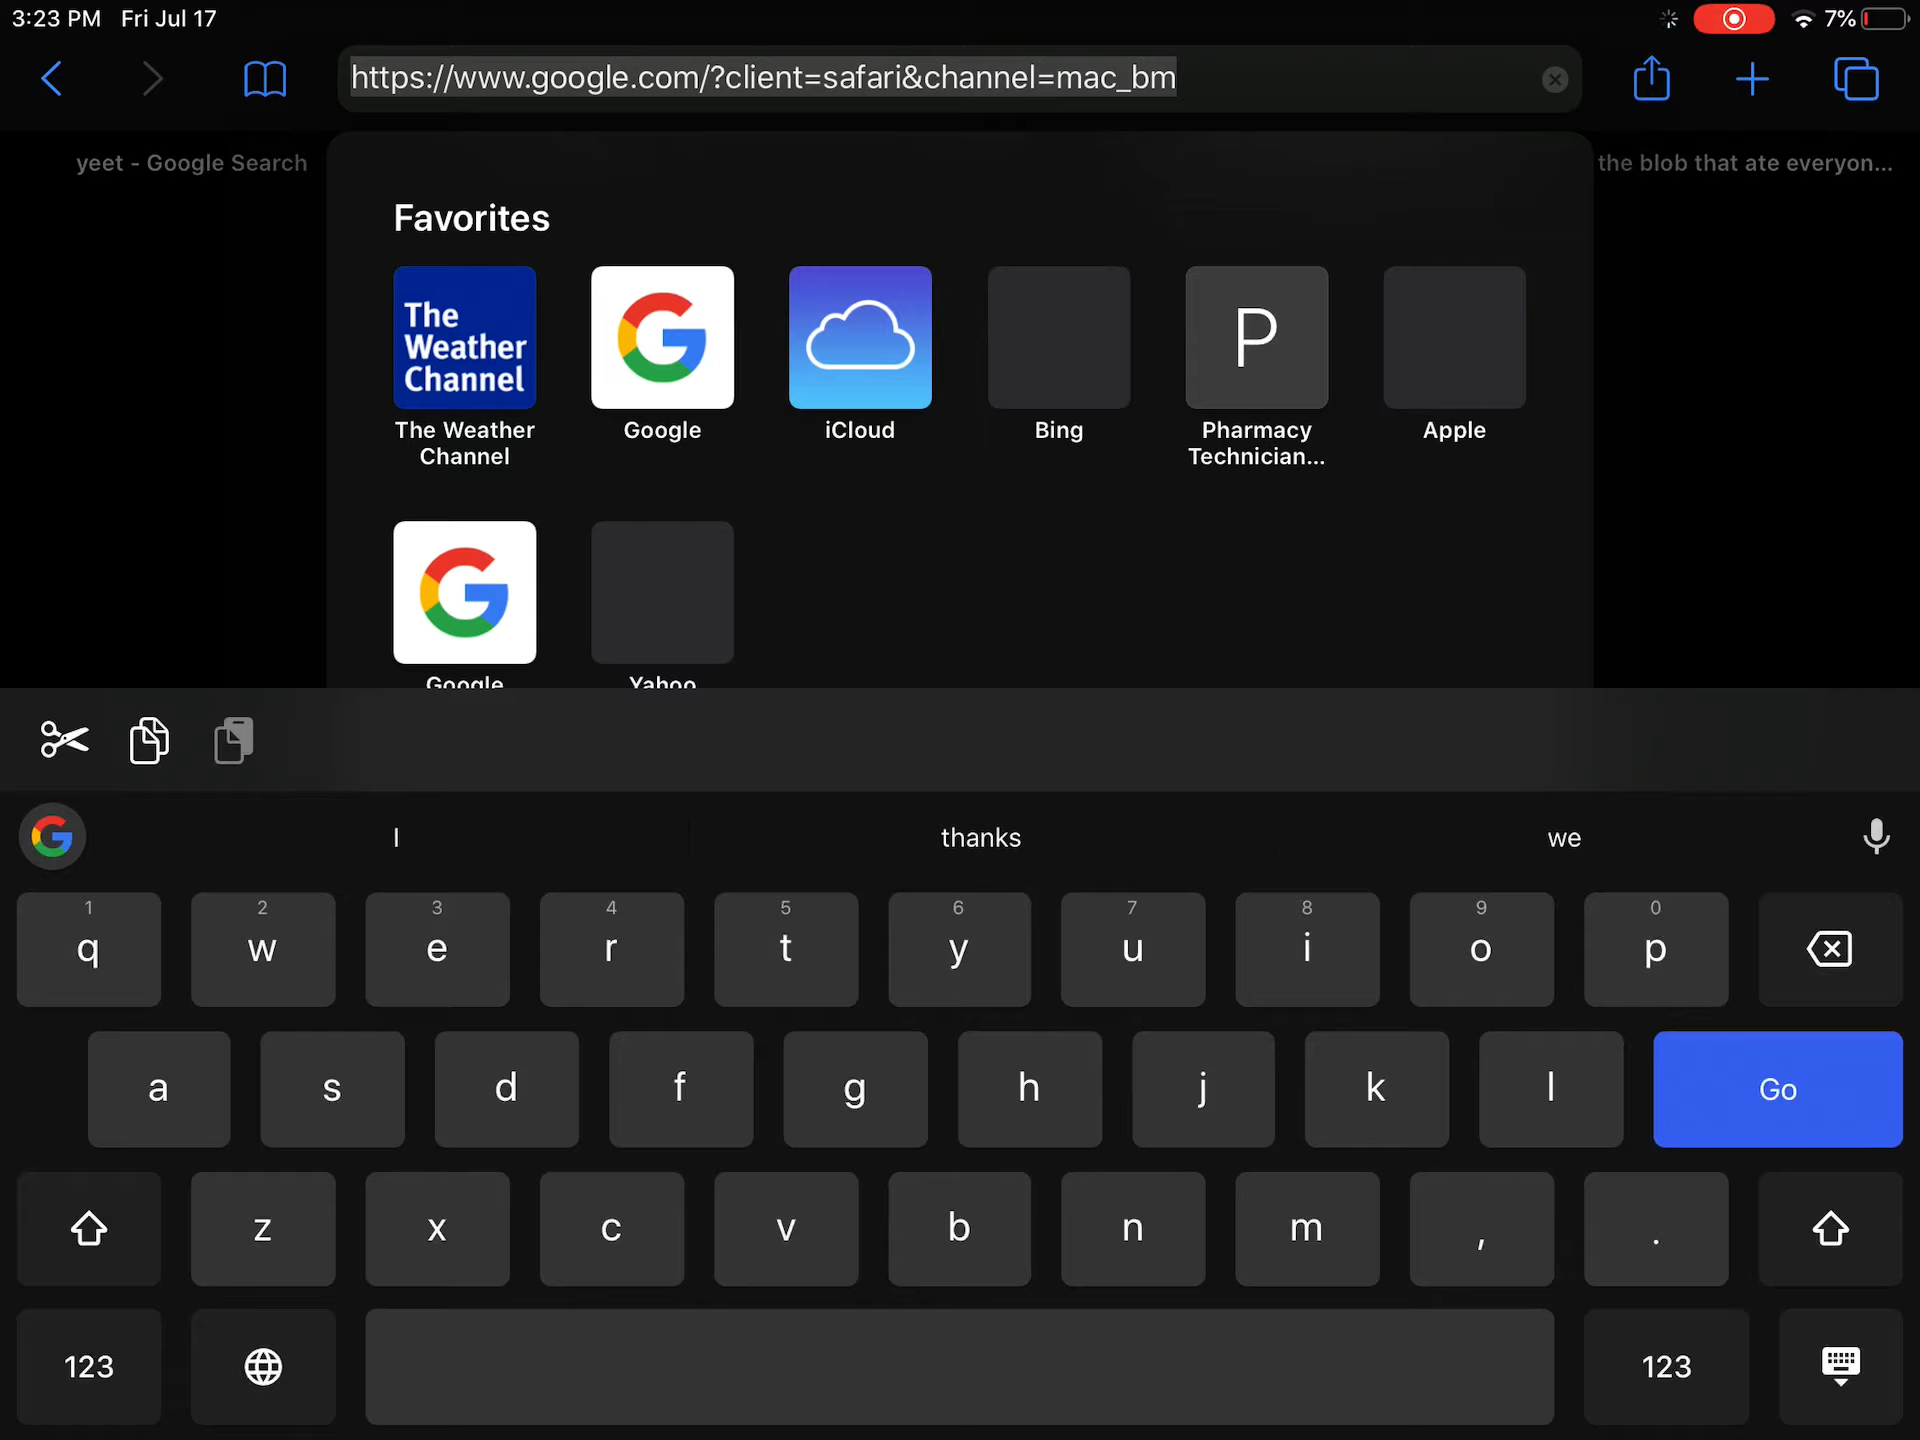 3:23 PM Fri Jul 17
7%
https://www.google.com/?client=safari&channel=mac_bm
yeet - Google Search
the blob that ate everyon...
Favorites
The
Weather
Channel
P
The Weather
Channel
Google
iCloud
Bing
Pharmacy
Technician...
Apple
Google
Yahoo
I thanks we
1 2 3 4 5 6 7 8 9 0
q w e r t y u i o p
a s d f g h j k l Go
z x c v b n m , .
123 123